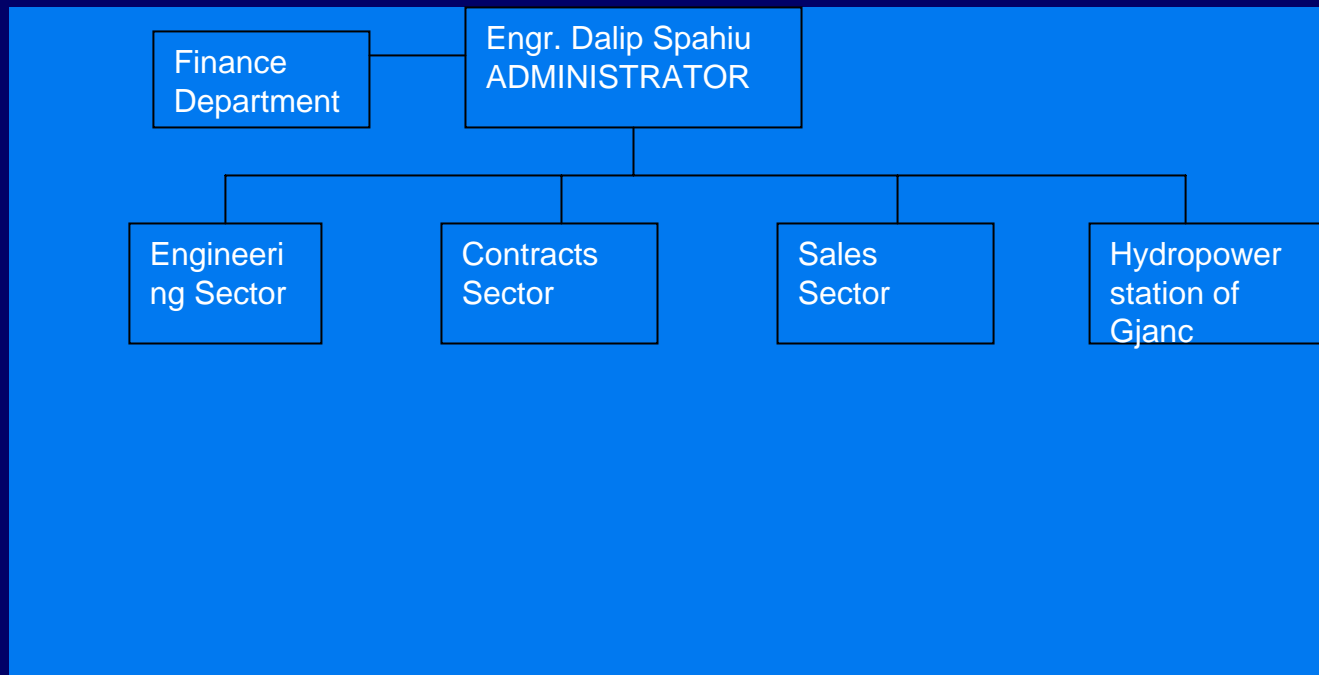 Finance
Department
Engr. Dalip Spahiu
ADMINISTRATOR
Engineeri
ng Sector
Contracts
Sector
Sales
Sector
Hydropower
station of
Gjanc